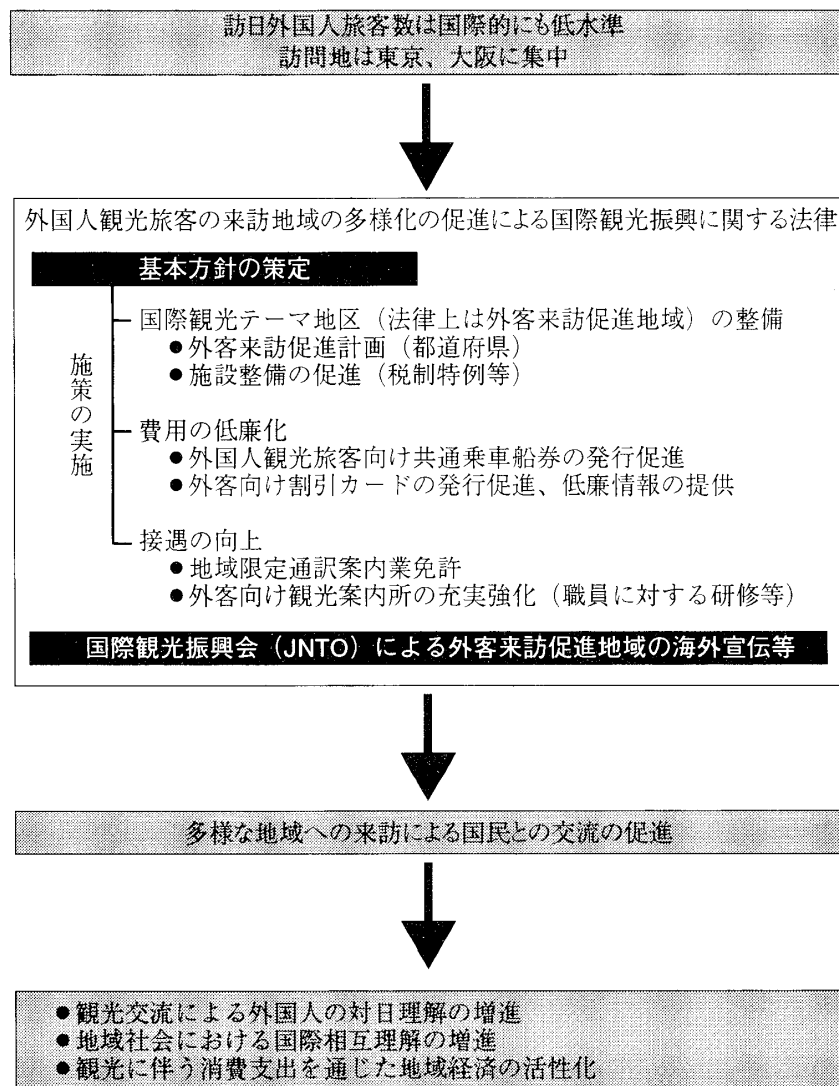 訪日外国人旅客数は国際的にも低水準
訪問地は東京、大阪に集中
外国人観光旅客の来訪地域の多様化の促進による国際観光振興に関する法律
基本方針の策定
施策の実施
国際観光テーマ地区（法律上は外客来訪促進地域）の整備
●外客来訪促進計画（都道府県）
●施設整備の促進（税制特例等）
費用の低廉化
●外国人観光旅客向け共通乗車船券の発行促進
●外客向け割引カードの発行促進、低廉情報の提供
接遇の向上
●地域限定通訳案内業免許
●外客向け観光案内所の充実強化（職員に対する研修等）
国際観光振興会（JNTO）による外客来訪促進地域の海外宣伝等
多様な地域への来訪による国民との交流の促進
●観光交流による外国人の対日理解の増進
●地域社会における国際相互理解の増進
●観光に伴う消費支出を通じた地域経済の活性化